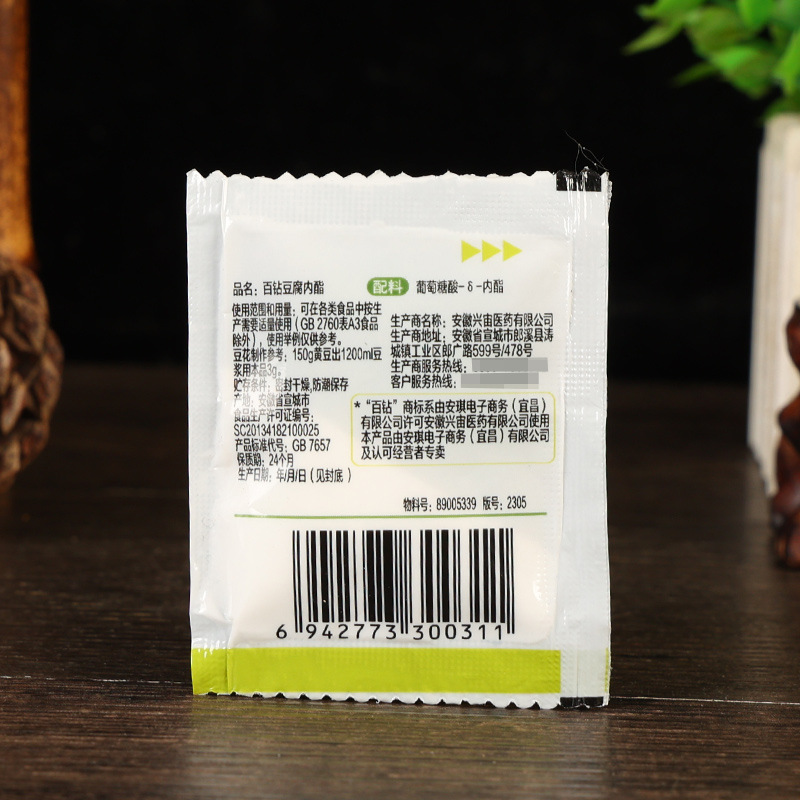 品名：百钻豆腐内酯
配料 葡萄糖酸-δ-内酯
使用范围和用量：可在各类食品中按生
产需要适量使用（GB 2760表A3食品
除外），使用举例仅供参考。
豆花制作参考：150g黄豆出1200ml豆
浆用本品3g。
贮存条件：密封干燥,防潮保存
产地：安徽省宣城市
食品生产许可证编号：
SC20134182100025
产品标准代号：GB 7657
保质期：24个月
生产日期：年/月/日（见封底）
生产商名称：安徽兴宙医药有限公司
生产商地址：安徽省宣城市郎溪县涛
城镇工业区郎广路599号/478号
生产商服务热线：
客户服务热线：
*“百钻”商标系由安琪电子商务（宜昌）
有限公司许可安徽兴宙医药有限公司使用
本产品由安琪电子商务（宜昌）有限公司
及认可经营者专卖
物料号：89005339 版号：2305
6 942773 300311